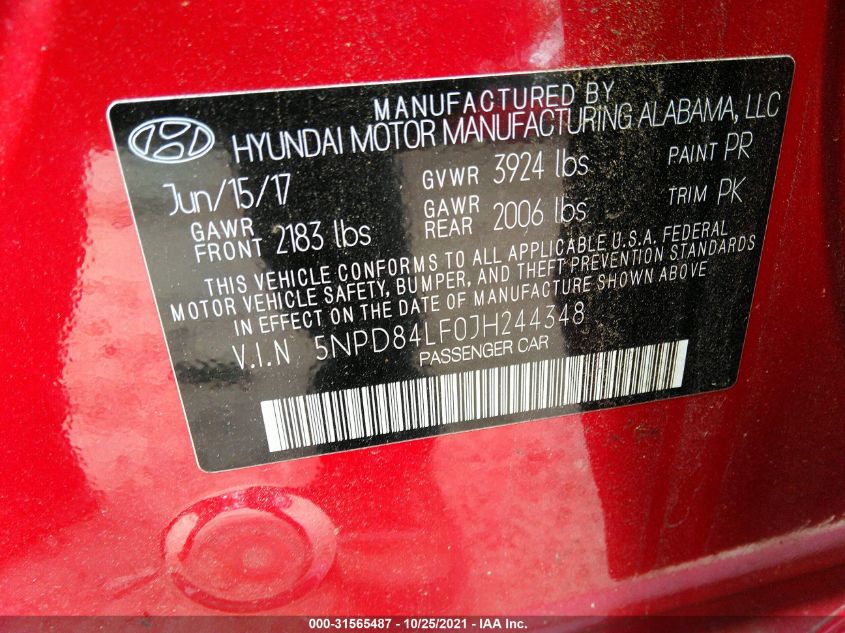 MANUFACTURED BY
HYUNDAI MOTOR MANUFACTURING ALABAMA, LLC
Jun/15/17 GVWR 3924 lbs PAINT PR
GAWR FRONT 2183 lbs GAWR REAR 2006 lbs TRIM PK
THIS VEHICLE CONFORMS TO ALL APPLICABLE U.S.A. FEDERAL
MOTOR VEHICLE SAFETY, BUMPER, AND THEFT PREVENTION STANDARDS
IN EFFECT ON THE DATE OF MANUFACTURE SHOWN ABOVE
V.I.N 5NPD84LF0JH244348
PASSENGER CAR
000-31565487 - 10/25/2021 - IAA Inc.